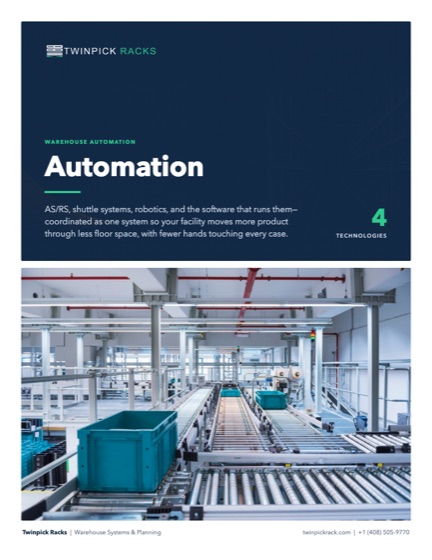 TWINPICK RACKS
WAREHOUSE AUTOMATION
Automation
AS/RS, shuttle systems, robotics, and the software that runs them—
coordinated as one system so your facility moves more product
through less floor space, with fewer hands touching every case.
4
TECHNOLOGIES
Twinpick Racks | Warehouse Systems & Planning
twinpickrack.com | +1 (408) 505-9770